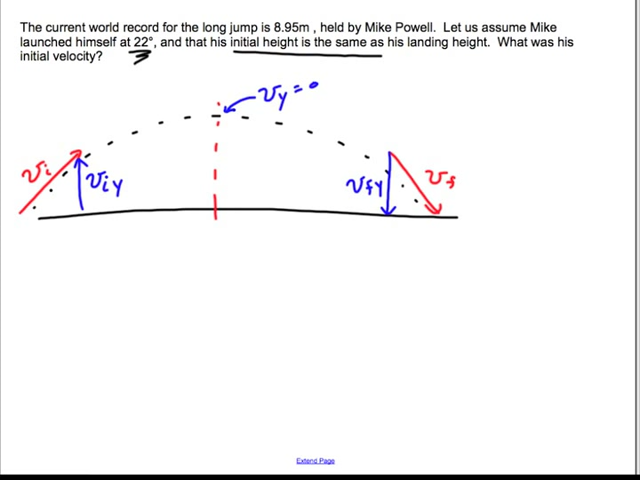 The current world record for the long jump is 8.95m , held by Mike Powell. Let us assume Mike
launched himself at 22°, and that his initial height is the same as his landing height. What was his
initial velocity?
vy = 0
vi
viy
vfy
vf
Extend Page